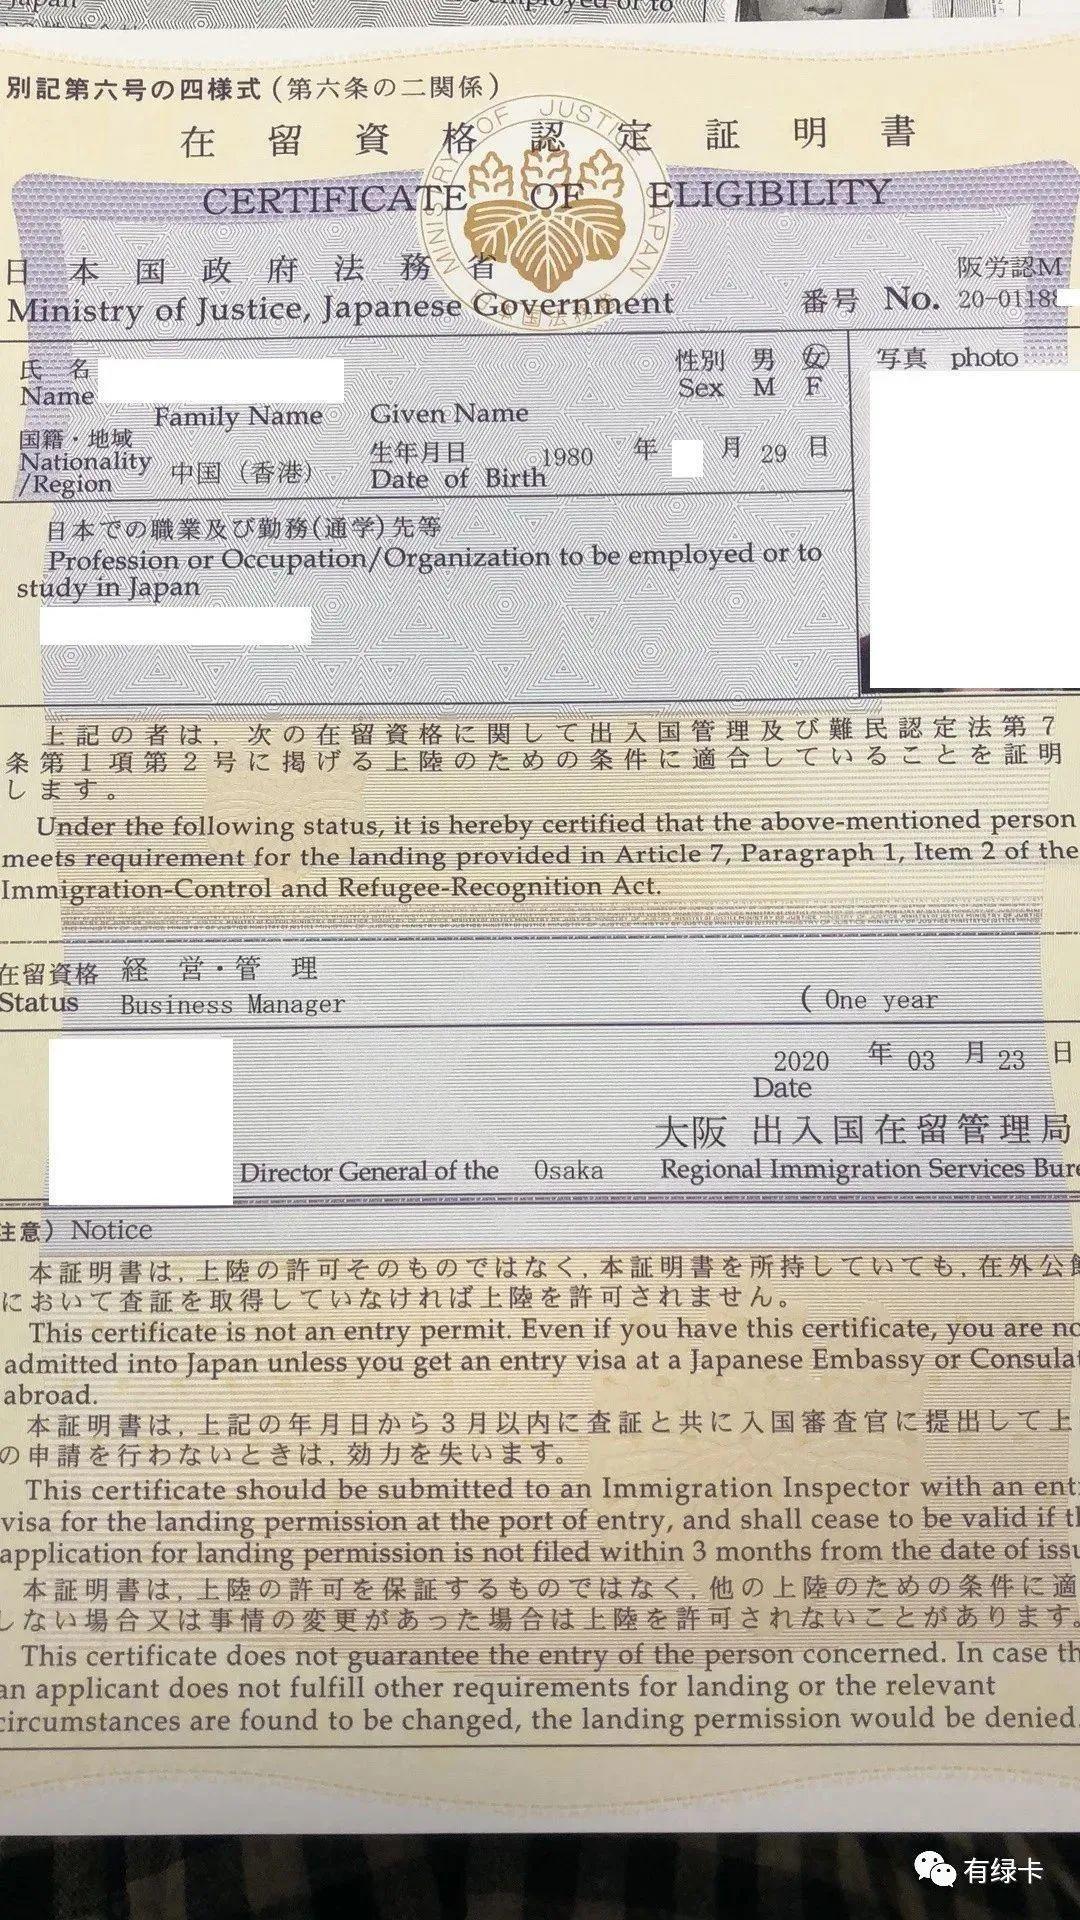 Japan
employed or to
別記第六号の四様式(第六条の二関係)
在留資格認定証明書
CERTIFICATE OF ELIGIBILITY
MINISTRY OF JUSTICE JAPAN
日本国政府法務省
阪労認M
Ministry of Justice, Japanese Government 番号 No. 20-0118
氏名 性別 男 女 写真 photo
Name Sex M F
Family Name Given Name
国籍・地域 生年月日 1980 年 月 29 日
Nationality 中国(香港) Date of Birth
/Region
日本での職業及び勤務(通学)先等
Profession or Occupation/Organization to be employed or to
study in Japan
上記の者は,次の在留資格に関して出入国管理及び難民認定法第7
条第1項第2号に掲げる上陸のための条件に適合していることを証明
します。
Under the following status, it is hereby certified that the above-mentioned person
meets requirement for the landing provided in Article 7, Paragraph 1, Item 2 of the
Immigration-Control and Refugee-Recognition Act.
在留資格 経営・管理
Status Business Manager ( One year
2020 年 03 月 23 日
Date
大阪 出入国在留管理局
Director General of the Osaka Regional Immigration Services Bure
注意) Notice
本証明書は,上陸の許可そのものではなく,本証明書を所持していても,在外公館
において査証を取得していなければ上陸を許可されません。
This certificate is not an entry permit. Even if you have this certificate, you are no
admitted into Japan unless you get an entry visa at a Japanese Embassy or Consulat
abroad.
本証明書は,上記の年月日から3月以内に査証と共に入国審査官に提出して上
の申請を行わないときは,効力を失います。
This certificate should be submitted to an Immigration Inspector with an ent
visa for the landing permission at the port of entry, and shall cease to be valid if th
application for landing permission is not filed within 3 months from the date of issu
本証明書は,上陸の許可を保証するものではなく,他の上陸のための条件に適
しない場合又は事情の変更があった場合は上陸を許可されないことがあります。
This certificate does not guarantee the entry of the person concerned. In case th
an applicant does not fulfill other requirements for landing or the relevant
circumstances are found to be changed, the landing permission would be denied.
有绿卡